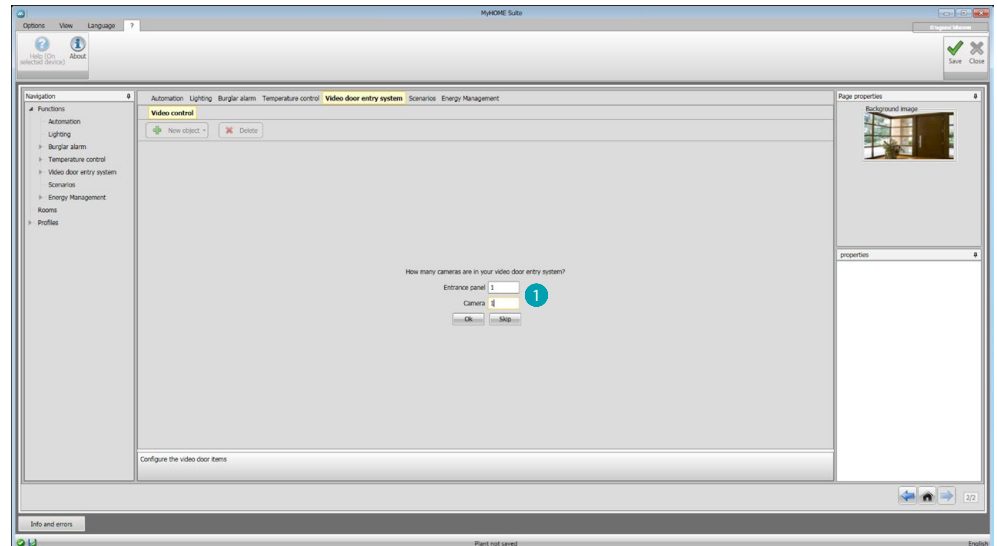 MyHOME Suite
Options View Language ?
Help (On selected device)
About
Save Close
Navigation
Functions
Automation
Lighting
Burglar alarm
Temperature control
Video door entry system
Scenarios
Energy Management
Rooms
Profiles
Automation Lighting Burglar alarm Temperature control Video door entry system Scenarios Energy Management
Video control
New object Delete
How many cameras are in your video door entry system?
Entrance panel 1
1
Camera 1
Ok Skip
Configure the video door items
Page properties
Background image
properties
2/2
Info and errors
Plant not saved
English